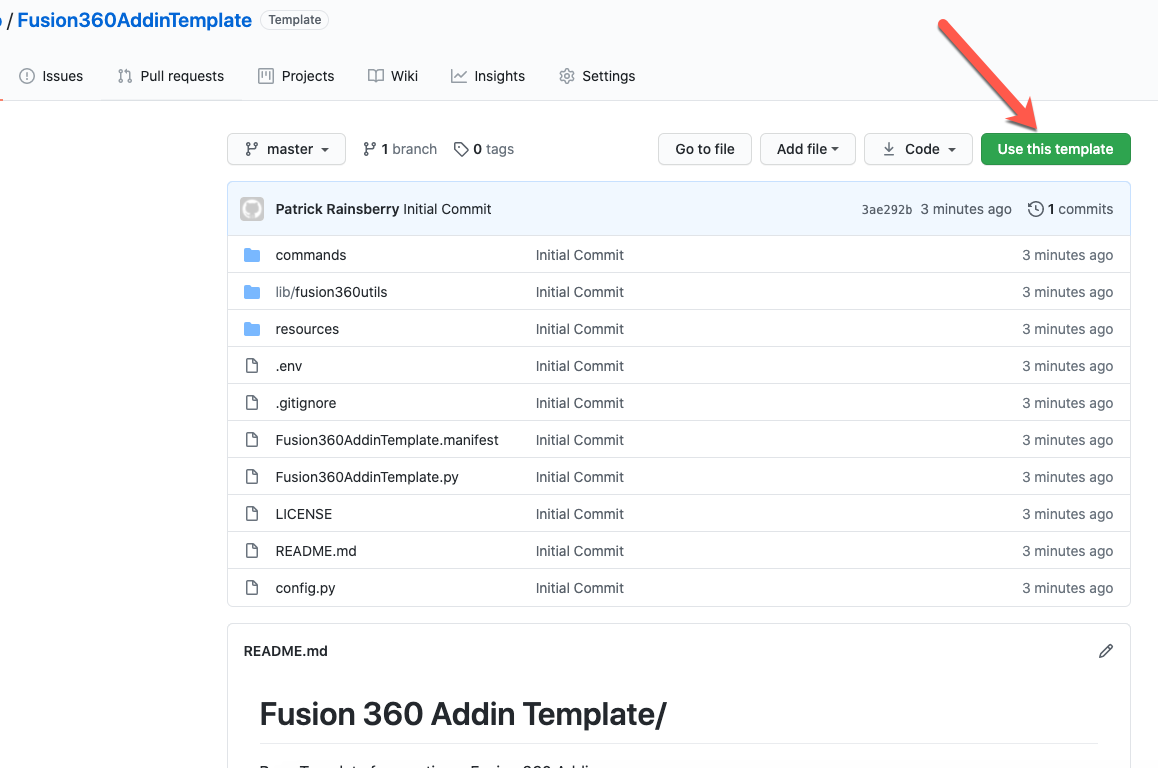 / Fusion360AddinTemplate Template
Issues Pull requests Projects Wiki Insights Settings
master 1 branch 0 tags Go to file Add file Code Use this template
Patrick Rainsberry Initial Commit 3ae292b 3 minutes ago 1 commits
commands Initial Commit 3 minutes ago
lib/fusion360utils Initial Commit 3 minutes ago
resources Initial Commit 3 minutes ago
.env Initial Commit 3 minutes ago
.gitignore Initial Commit 3 minutes ago
Fusion360AddinTemplate.manifest Initial Commit 3 minutes ago
Fusion360AddinTemplate.py Initial Commit 3 minutes ago
LICENSE Initial Commit 3 minutes ago
README.md Initial Commit 3 minutes ago
config.py Initial Commit 3 minutes ago
README.md
Fusion 360 Addin Template/